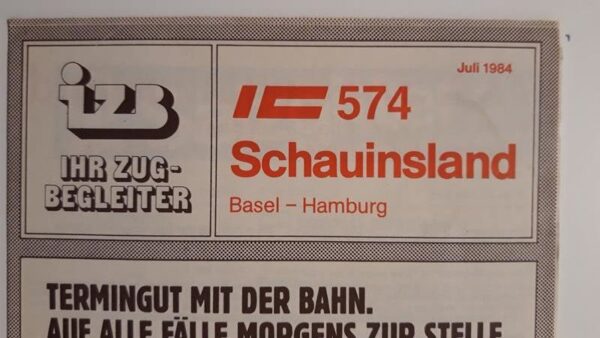 Juli 1984
izb
IHR ZUG-
BEGLEITER
IC 574
Schauinsland
Basel – Hamburg
TERMINGUT MIT DER BAHN.
AUF ALLE FÄLLE MORGENS ZUR STELLE